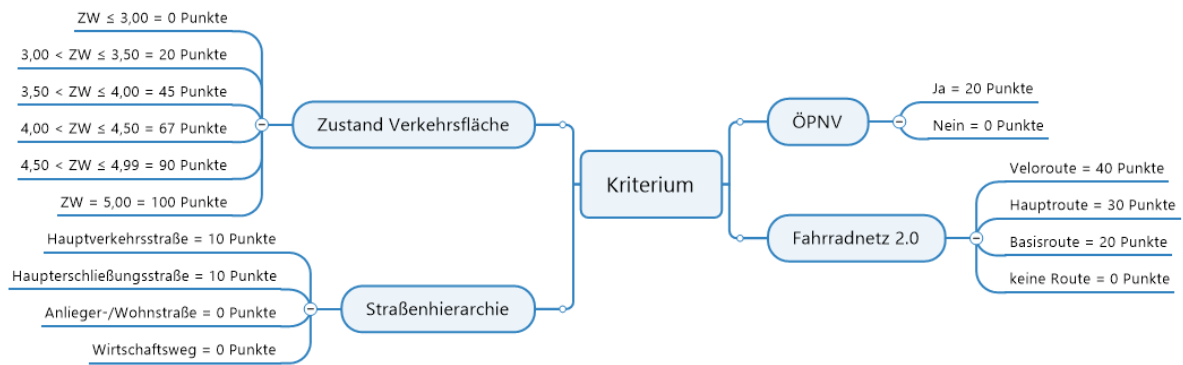 Kriterium
Zustand Verkehrsfläche
ZW ≤ 3,00 = 0 Punkte
3,00 < ZW ≤ 3,50 = 20 Punkte
3,50 < ZW ≤ 4,00 = 45 Punkte
4,00 < ZW ≤ 4,50 = 67 Punkte
4,50 < ZW ≤ 4,99 = 90 Punkte
ZW = 5,00 = 100 Punkte
Straßenhierarchie
Hauptverkehrsstraße = 10 Punkte
Haupterschließungsstraße = 10 Punkte
Anlieger-/Wohnstraße = 0 Punkte
Wirtschaftsweg = 0 Punkte
ÖPNV
Ja = 20 Punkte
Nein = 0 Punkte
Fahrradnetz 2.0
Veloroute = 40 Punkte
Hauptroute = 30 Punkte
Basisroute = 20 Punkte
keine Route = 0 Punkte